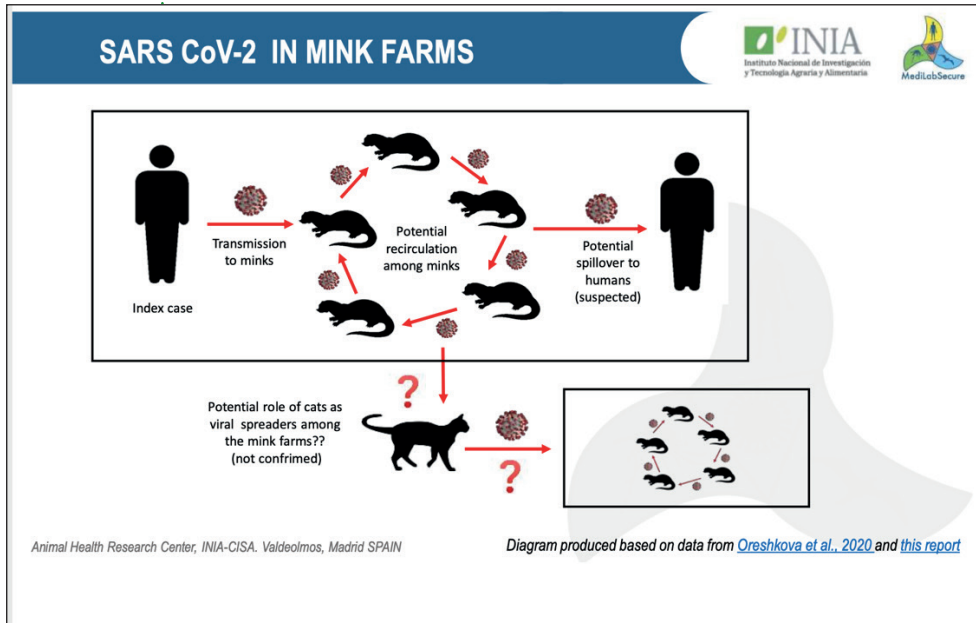 SARS CoV-2 IN MINK FARMS
INIA
Instituto Nacional de Investigación
y Tecnología Agraria y Alimentaria
MediLabSecure
Index case
Transmission
to minks
Potential
recirculation
among minks
Potential
spillover to
humans
(suspected)
Potential role of cats as
viral spreaders among
the mink farms??
(not confrimed)
?
?
Animal Health Research Center, INIA-CISA. Valdeolmos, Madrid SPAIN
Diagram produced based on data from Oreshkova et al., 2020 and this report